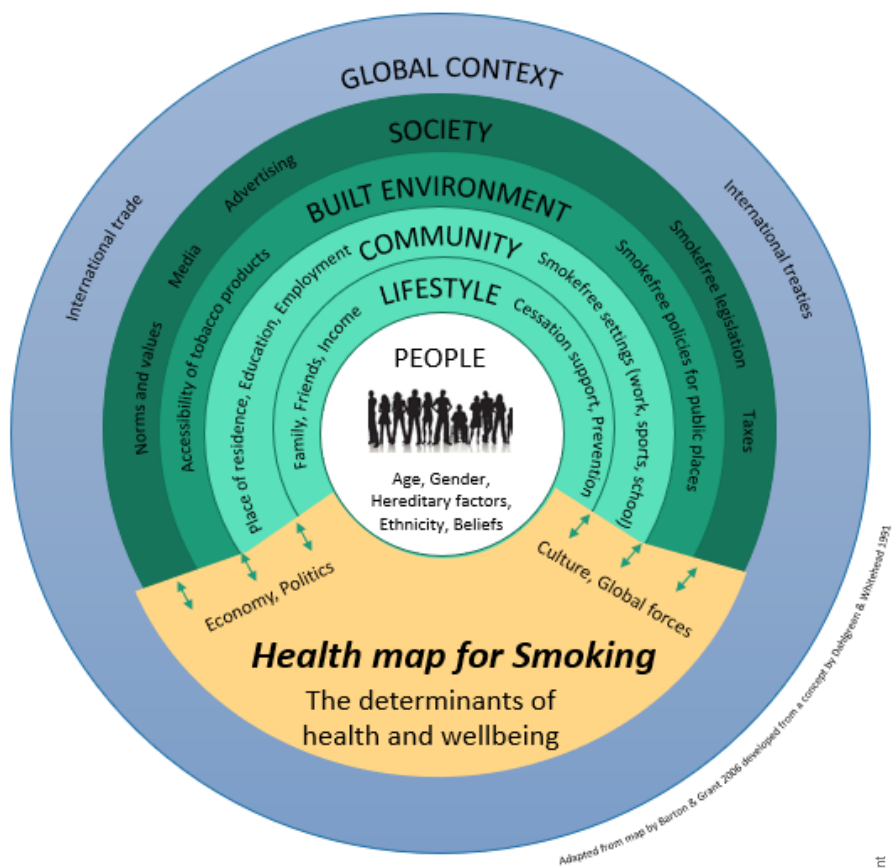 GLOBAL CONTEXT
International trade
International treaties
SOCIETY
Norms and values
Media
Advertising
Smokefree legislation
Taxes
BUILT ENVIRONMENT
Accessibility of tobacco products
Smokefree policies for public places
COMMUNITY
Place of residence, Education, Employment
Smokefree settings (work, sports, school)
LIFESTYLE
Family, Friends, Income
Cessation support, Prevention
PEOPLE
Age, Gender,
Hereditary factors,
Ethnicity, Beliefs
Economy, Politics
Culture, Global forces
Health map for Smoking
The determinants of
health and wellbeing
Adapted from map by Barton & Grant 2006 developed from a concept by Dahlgreen & Whitehead 1991